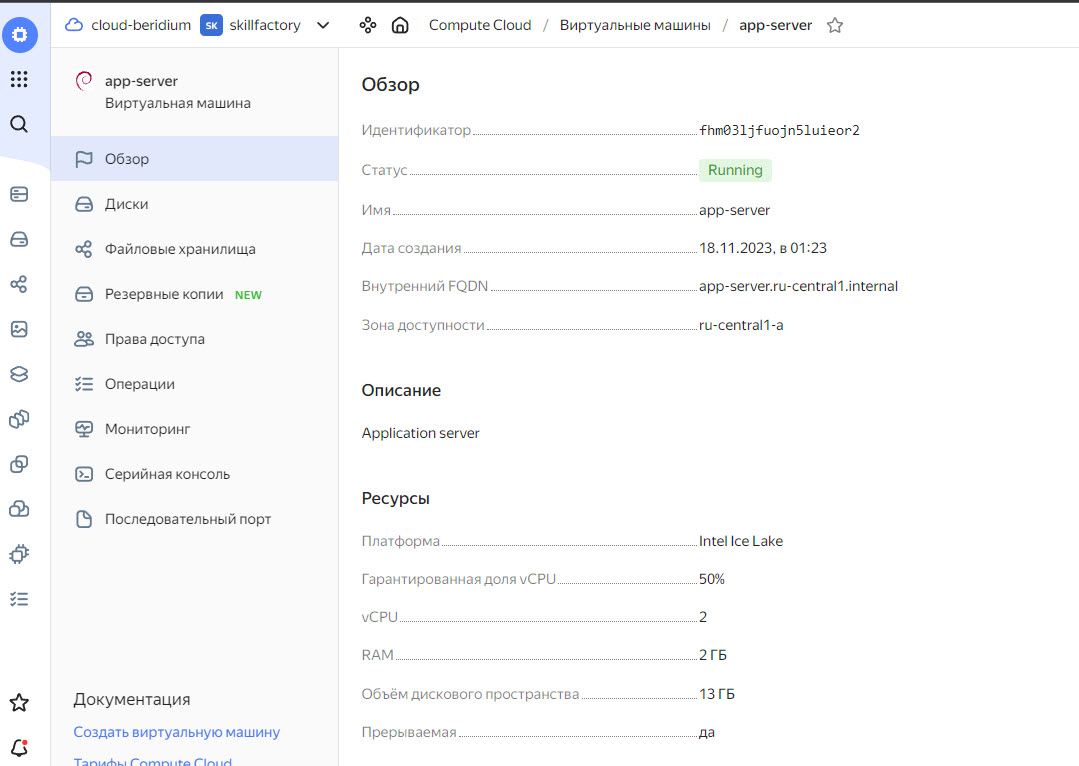 cloud-beridium SK skillfactory Compute Cloud / Виртуальные машины / app-server
app-server
Виртуальная машина
Обзор
Диски
Файловые хранилища
Резервные копии NEW
Права доступа
Операции
Мониторинг
Серийная консоль
Последовательный порт
Документация
Создать виртуальную машину
Тарифы Compute Cloud
Обзор
Идентификатор fhm03ljfuojn5luieor2
Статус Running
Имя app-server
Дата создания 18.11.2023, в 01:23
Внутренний FQDN app-server.ru-central1.internal
Зона доступности ru-central1-a
Описание
Application server
Ресурсы
Платформа Intel Ice Lake
Гарантированная доля vCPU 50%
vCPU 2
RAM 2 ГБ
Объём дискового пространства 13 ГБ
Прерываемая да